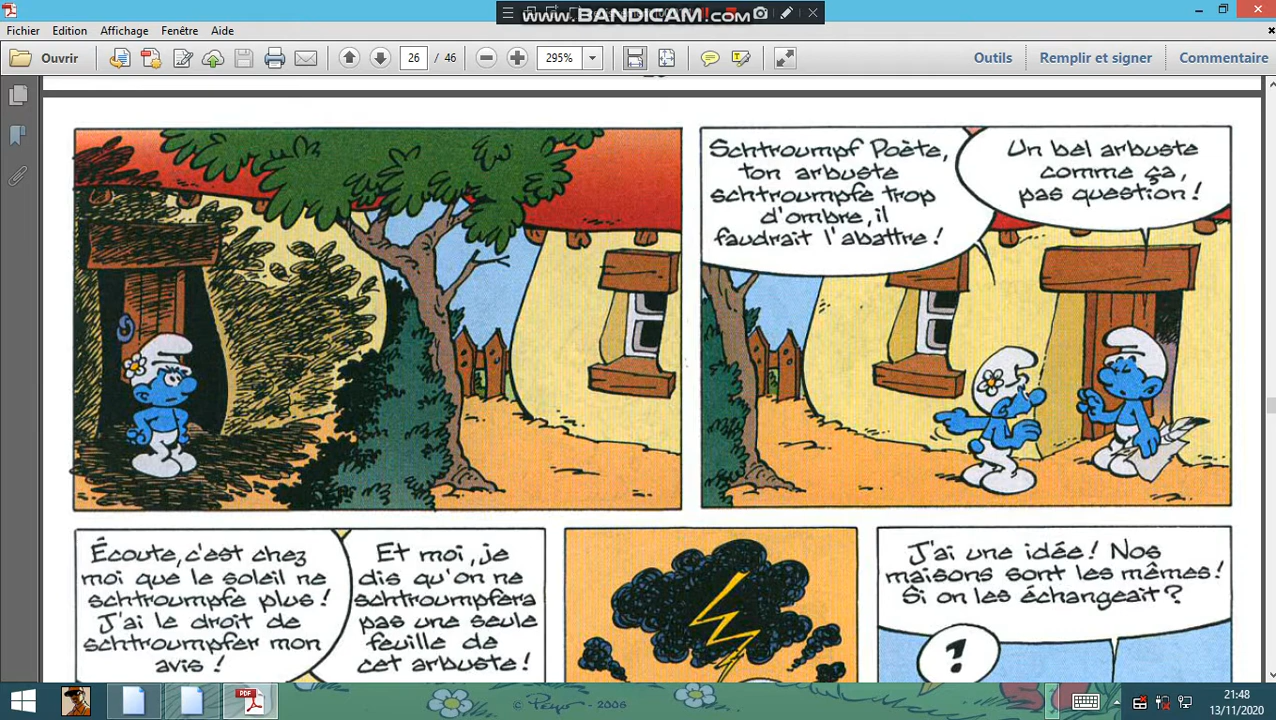 www.BANDICAM.com
Fichier Edition Affichage Fenêtre Aide
Ouvrir 26 / 46 295% Outils Remplir et signer Commentaire
Schtroumpf Poète,
ton arbuste
schtroumpfe trop
d'ombre, il
faudrait l'abattre !
Un bel arbuste
comme ça,
pas question !
Écoute, c'est chez
moi que le soleil ne
schtroumpfe plus !
J'ai le droit de
schtroumpfer mon
avis !
Et moi, je
dis qu'on ne
schtroumpfera
pas une seule
feuille de
cet arbuste !
J'ai une idée ! Nos
maisons sont les mêmes !
Si on les échangeait ?
?
PDF
© Peyo - 2006
21:48
13/11/2020